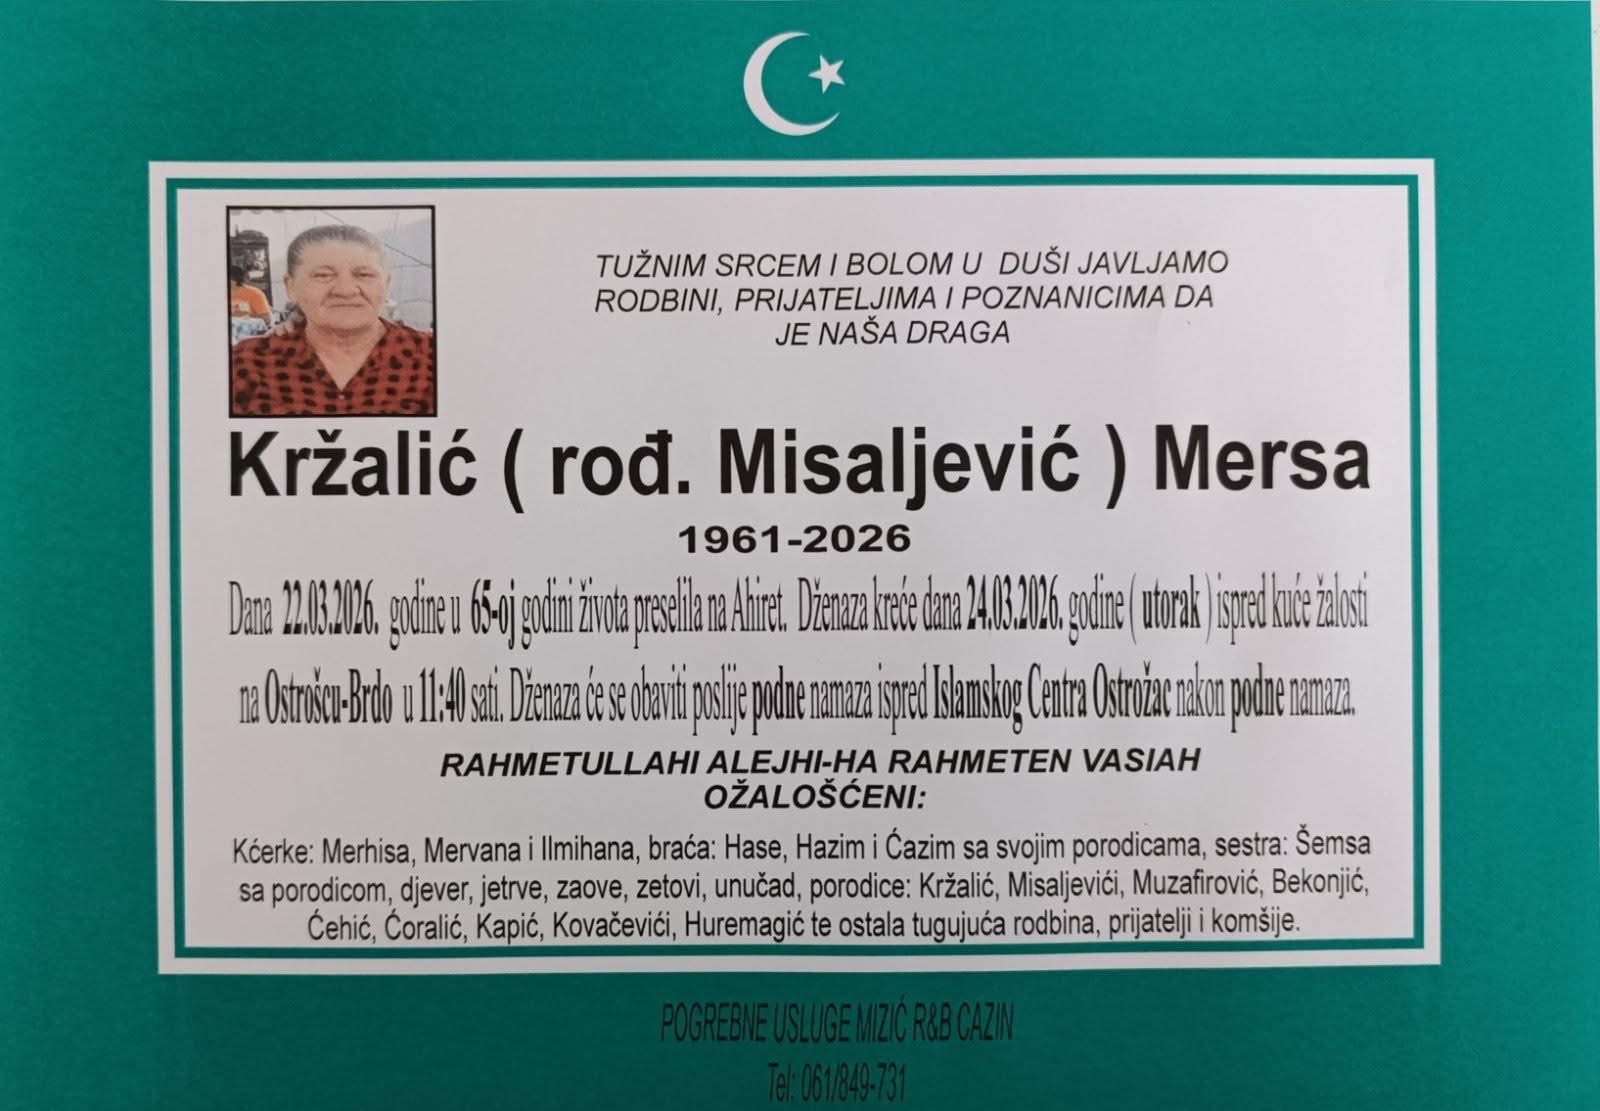 TUŽNIM SRCEM I BOLOM U DUŠI JAVLJAMO
RODBINI, PRIJATELJIMA I POZNANICIMA DA
JE NAŠA DRAGA
Kržalić ( rođ. Misaljević ) Mersa
1961-2026
Dana 22.03.2026. godine u 65-oj godini života preselila na Ahiret. Dženaza kreće dana 24.03.2026. godine ( utorak ) ispred kuće žalosti
na Ostrošcu-Brdo u 11:40 sati. Dženaza će se obaviti poslije podne namaza ispred Islamskog Centra Ostrožac nakon podne namaza.
RAHMETULLAHI ALEJHI-HA RAHMETEN VASIAH
OŽALOŠĆENI:
Kćerke: Merhisa, Mervana i Ilmihana, braća: Hase, Hazim i Ćazim sa svojim porodicama, sestra: Šemsa
sa porodicom, djever, jetrve, zaove, zetovi, unučad, porodice: Kržalić, Misaljevići, Muzafirović, Bekonjić,
Ćehić, Ćoralić, Kapić, Kovačevići, Huremagić te ostala tugujuća rodbina, prijatelji i komšije.
POGREBNE USLUGE MIZIĆ R&B CAZIN
Tel: 061/849-731